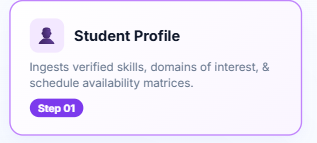 Student Profile
Ingests verified skills, domains of interest, &
schedule availability matrices.
Step 01